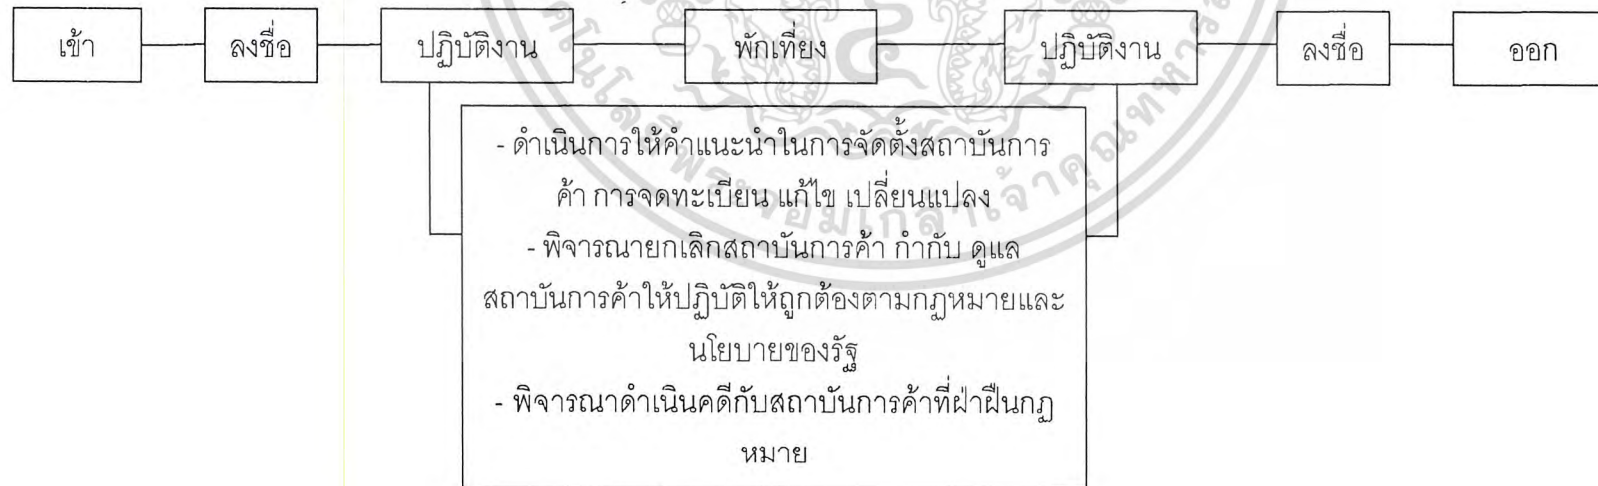 เข้า ลงชื่อ ปฏิบัติงาน พักเที่ยง ปฏิบัติงาน ลงชื่อ ออก
- ดำเนินการให้คำแนะนำในการจัดตั้งสถาบันการ
ค้า การจดทะเบียน แก้ไข เปลี่ยนแปลง
- พิจารณายกเลิกสถาบันการค้า กำกับ ดูแล
สถาบันการค้าให้ปฏิบัติให้ถูกต้องตามกฎหมายและ
นโยบายของรัฐ
- พิจารณาดำเนินคดีกับสถาบันการค้าที่ฝ่าฝืนกฎ
หมาย